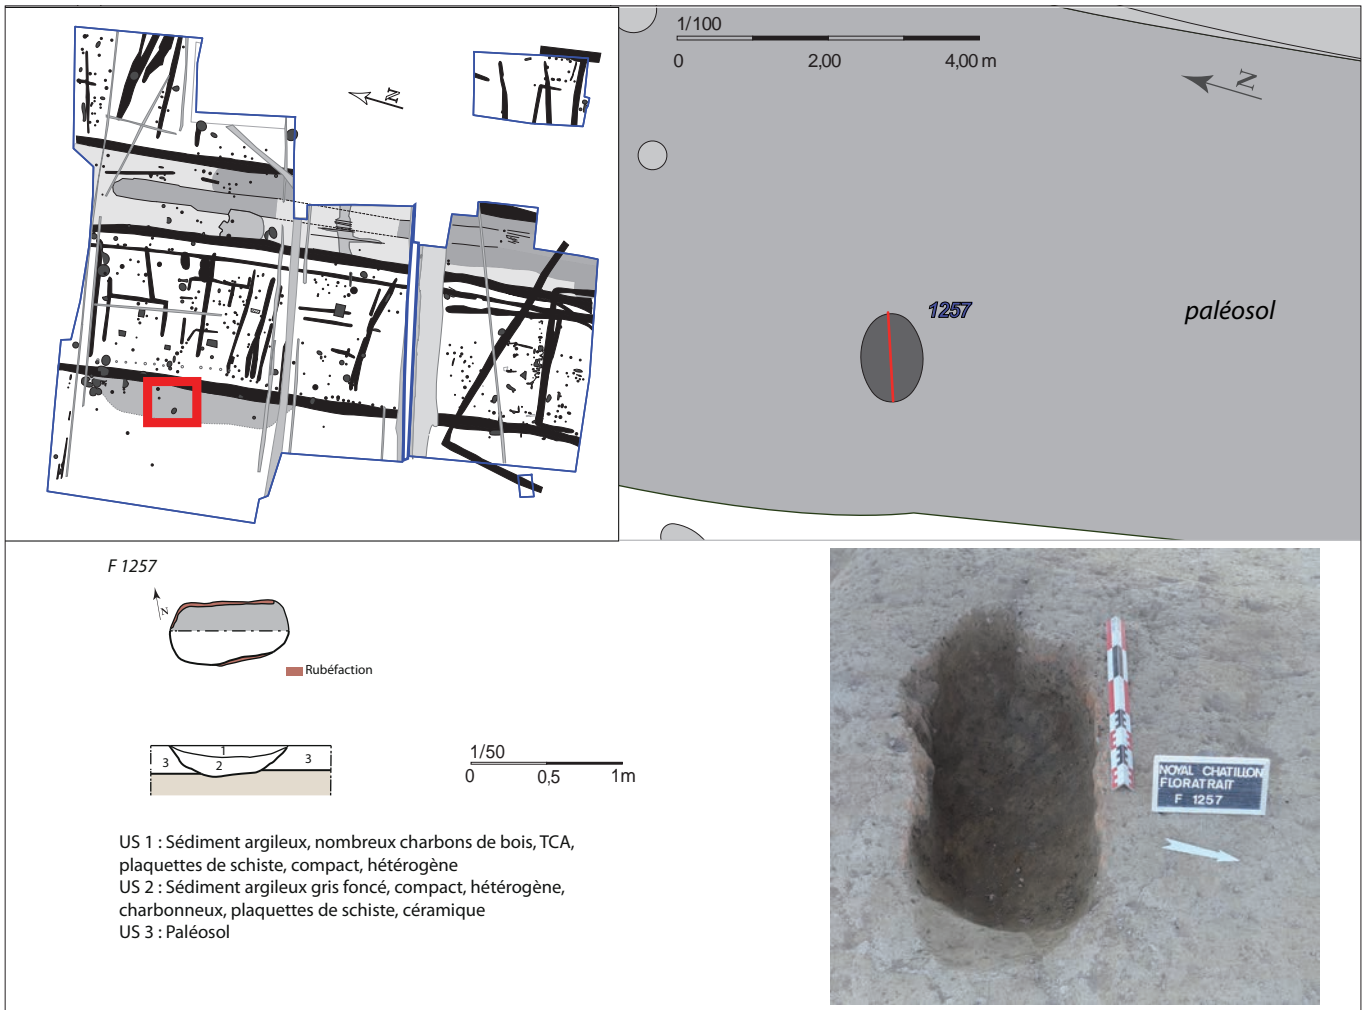 N
1/100
0 2,00 4,00 m
N
1257
paléosol
F 1257
N
Rubéfaction
1
3 2 3
1/50
0 0,5 1m
US 1 : Sédiment argileux, nombreux charbons de bois, TCA,
plaquettes de schiste, compact, hétérogène
US 2 : Sédiment argileux gris foncé, compact, hétérogène,
charbonneux, plaquettes de schiste, céramique
US 3 : Paléosol
NOYAL CHATILLON
FLORATRAIT
F 1257